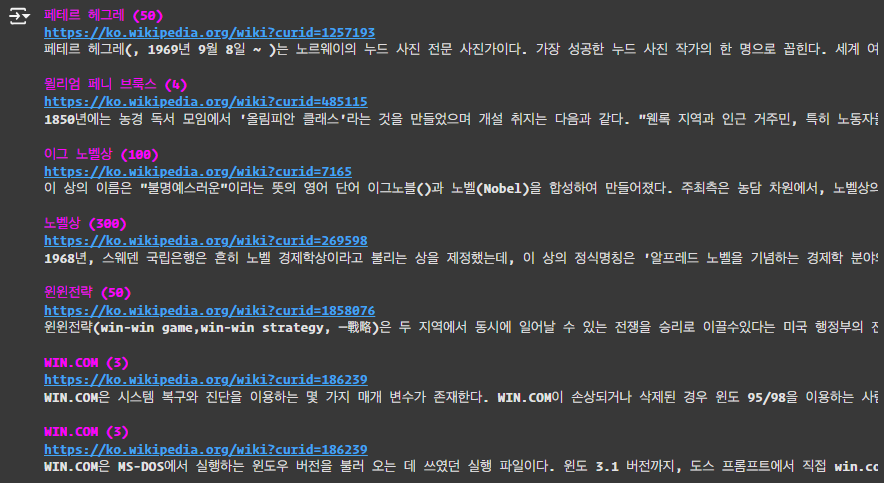 페테르 헤그레 (50)
https://ko.wikipedia.org/wiki?curid=1257193
페테르 헤그레(, 1969년 9월 8일 ~ )는 노르웨이의 누드 사진 전문 사진가이다. 가장 성공한 누드 사진 작가의 한 명으로 꼽힌다. 세계 여
윌리엄 페니 브룩스 (4)
https://ko.wikipedia.org/wiki?curid=485115
1850년에는 농경 독서 모임에서 '올림피안 클래스'라는 것을 만들었으며 개설 취지는 다음과 같다. "웬록 지역과 인근 거주민, 특히 노동자들
이그 노벨상 (100)
https://ko.wikipedia.org/wiki?curid=7165
이 상의 이름은 "불명예스러운"이라는 뜻의 영어 단어 이그노블()과 노벨(Nobel)을 합성하여 만들어졌다. 주최측은 농담 차원에서, 노벨상의
노벨상 (300)
https://ko.wikipedia.org/wiki?curid=269598
1968년, 스웨덴 국립은행은 흔히 노벨 경제학상이라고 불리는 상을 제정했는데, 이 상의 정식명칭은 '알프레드 노벨을 기념하는 경제학 분야의
윈윈전략 (50)
https://ko.wikipedia.org/wiki?curid=1858076
윈윈전략(win-win game,win-win strategy, ―戰略)은 두 지역에서 동시에 일어날 수 있는 전쟁을 승리로 이끌수있다는 미국 행정부의 전
WIN.COM (3)
https://ko.wikipedia.org/wiki?curid=186239
WIN.COM은 시스템 복구와 진단을 이용하는 몇 가지 매개 변수가 존재한다. WIN.COM이 손상되거나 삭제된 경우 윈도 95/98을 이용하는 사람
WIN.COM (3)
https://ko.wikipedia.org/wiki?curid=186239
WIN.COM은 MS-DOS에서 실행하는 윈도우 버전을 불러 오는 데 쓰였던 실행 파일이다. 윈도 3.1 버전까지, 도스 프롬프트에서 직접 win.co